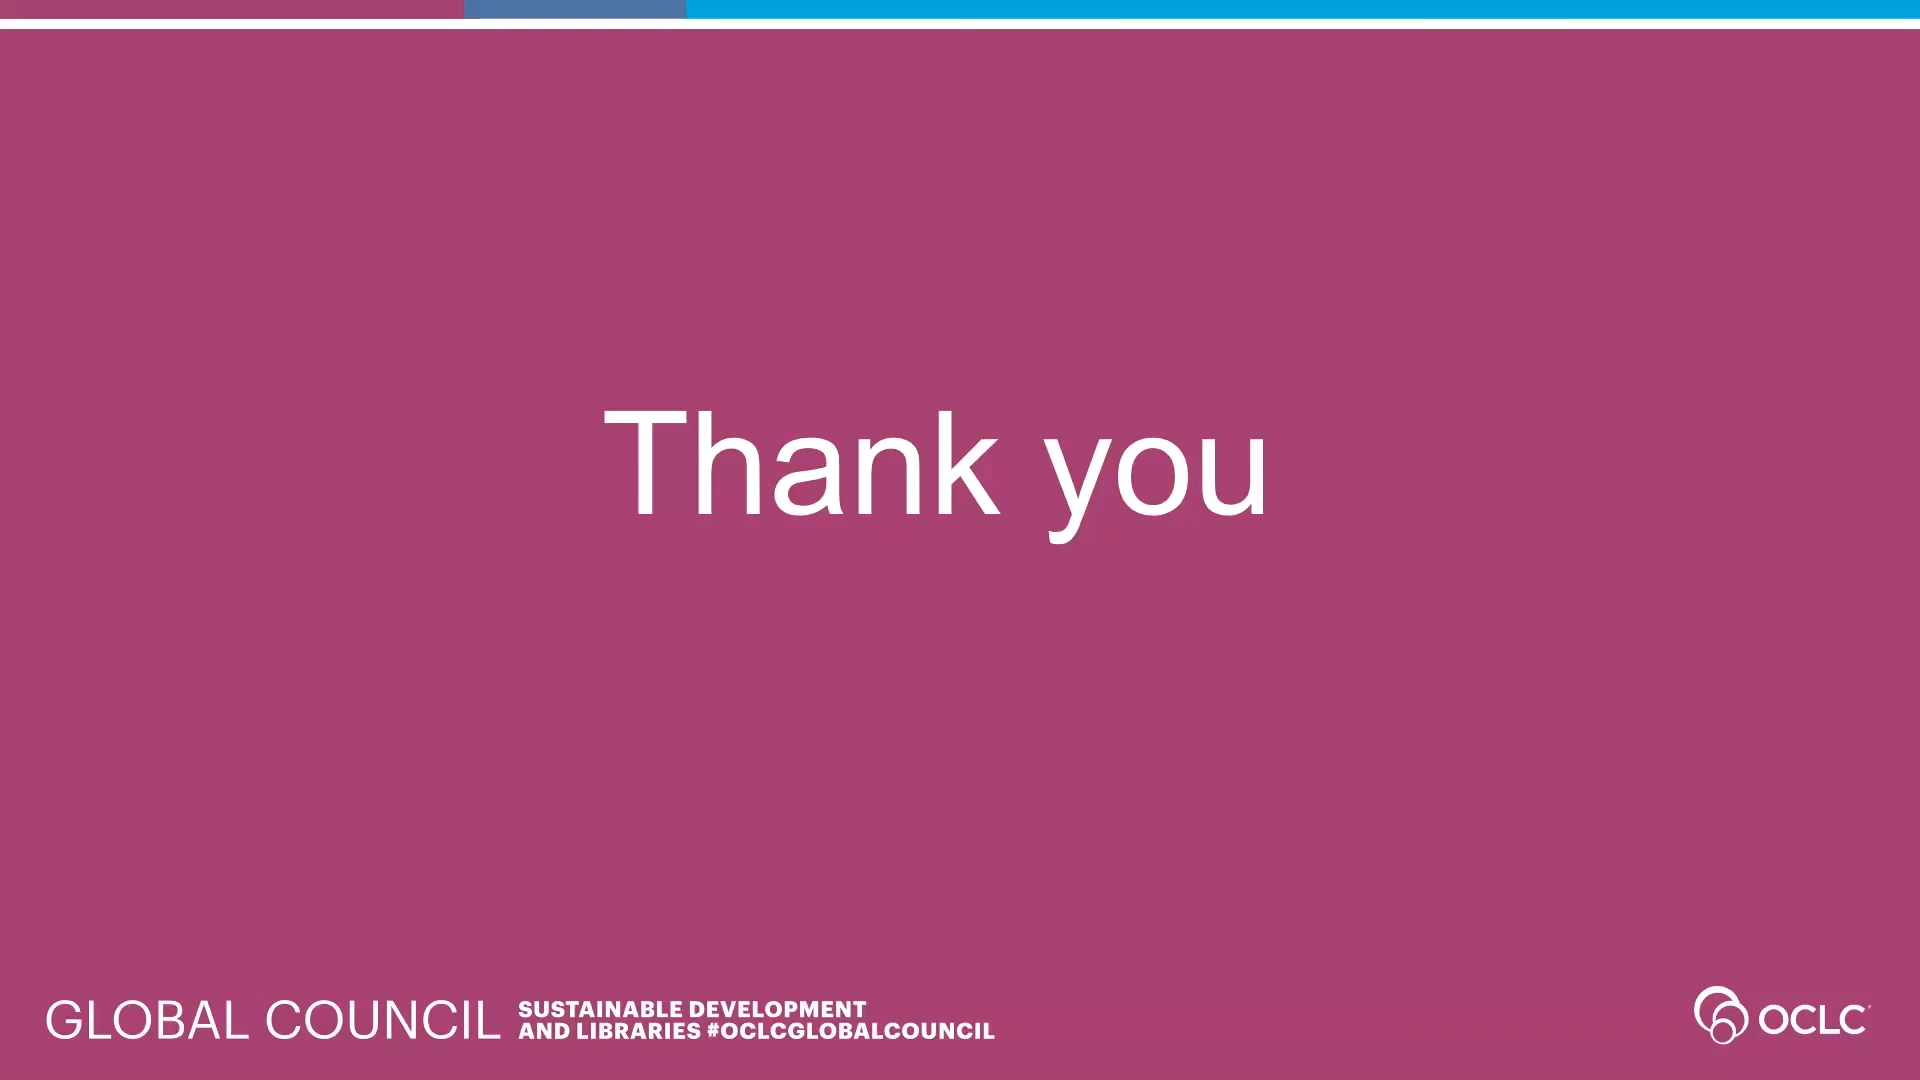 Thank you
GLOBAL COUNCIL
SUSTAINABLE DEVELOPMENT
AND LIBRARIES #OCLCGLOBALCOUNCIL
OCLC